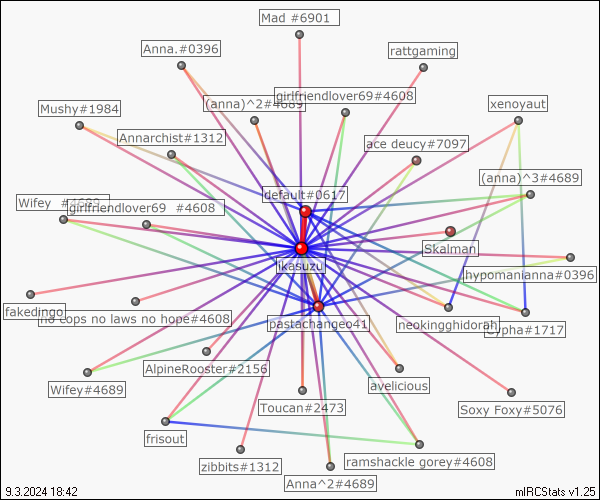 Mad #6901
Anna.#0396
rattgaming
(anna)^2#4689
girlfriendlover69#4608
xenoyaut
Mushy#1984
Annarchist#1312
ace deucy#7097
(anna)^3#4689
default#0617
Wifey  #4689
girlfriendlover69  #4608
Skalman
ikasuzu
hypomanianna#0396
fakedingo
no cops no laws no hope#4608
pastachangeo41
neokingghidorah
#1717
AlpineRooster#2156
Wifey#4689
avelicious
Toucan#2473
Soxy Foxy#5076
frisout
zibbits#1312
ramshackle gorey#4608
Anna^2#4689
9.3.2024 18:42
mIRCStats v1.25